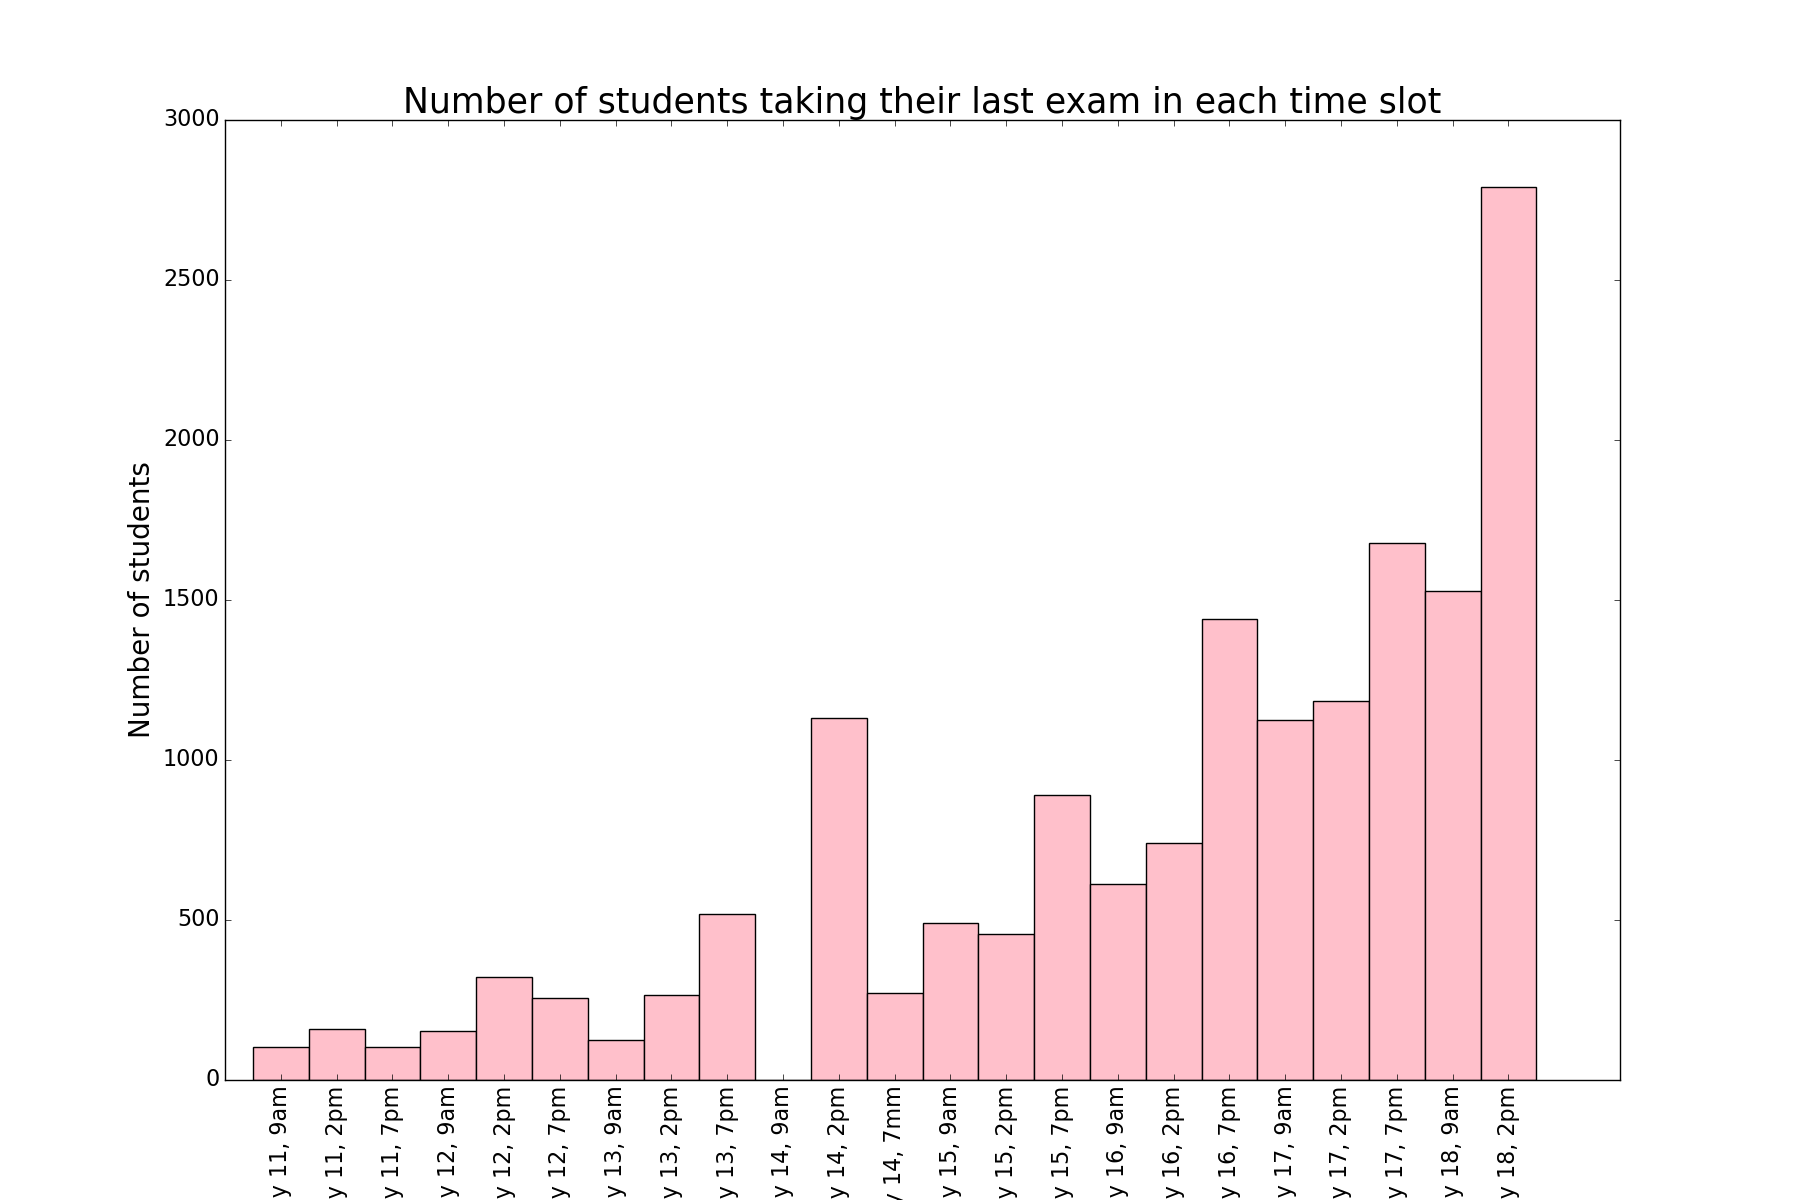 Number of students taking their last exam in each time slot
Number of students
3000
2500
2000
1500
1000
500
0
y 11, 9am
y 11, 2pm
y 11, 7pm
y 12, 9am
y 12, 2pm
y 12, 7pm
y 13, 9am
y 13, 2pm
y 13, 7pm
y 14, 9am
y 14, 2pm
y 14, 7mm
y 15, 9am
y 15, 2pm
y 15, 7pm
y 16, 9am
y 16, 2pm
y 16, 7pm
y 17, 9am
y 17, 2pm
y 17, 7pm
y 18, 9am
y 18, 2pm